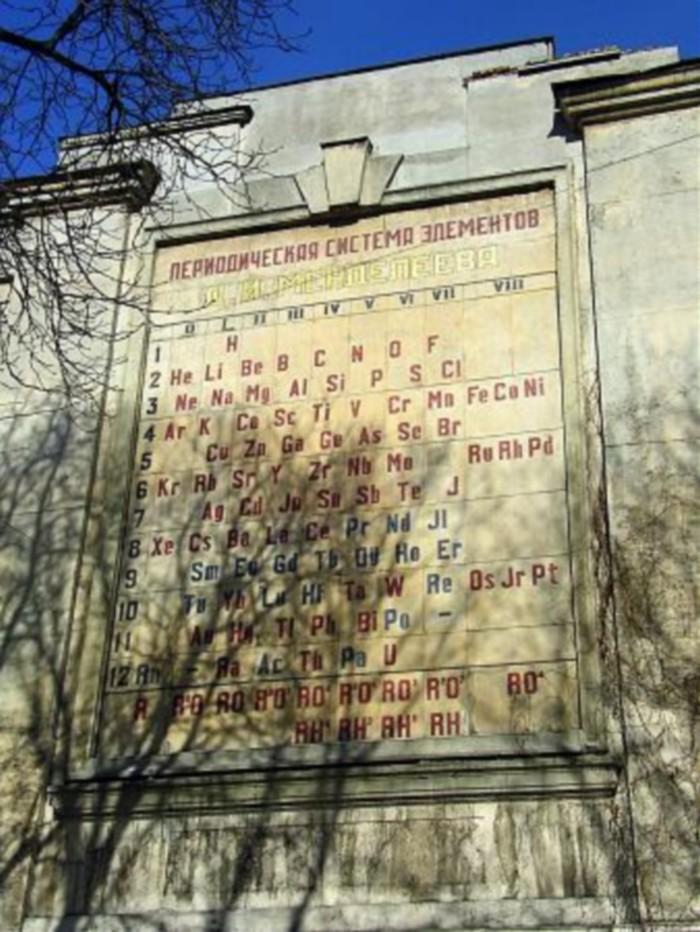 ПЕРИОДИЧЕСКАЯ СИСТЕМА ЭЛЕМЕНТОВ
Д.И.МЕНДЕЛЕЕВА
0 I II III IV V VI VII VIII
1 H
2 He Li Be B C N O F
3 Ne Na Mg Al Si P S Cl
4 Ar K Ca Sc Ti V Cr Mn Fe Co Ni
5 Cu Zn Ga Ge As Se Br
6 Kr Rb Sr Y Zr Nb Mo Ru Rh Pd
7 Ag Cd Jn Sn Sb Te J
8 Xe Cs Ba La Ce Pr Nd Jl
9 Sm Eu Gd Tb Dy Ho Er
10 Tu Yb Lu Hf Ta W Re Os Jr Pt
11 Au Hg Tl Pb Bi Po —
12 Rn — Ra Ac Th Pa U
R R²O RO R²O³ RO² R²O⁵ RO³ R²O⁷ RO⁴
RH⁴ RH³ RH² RH